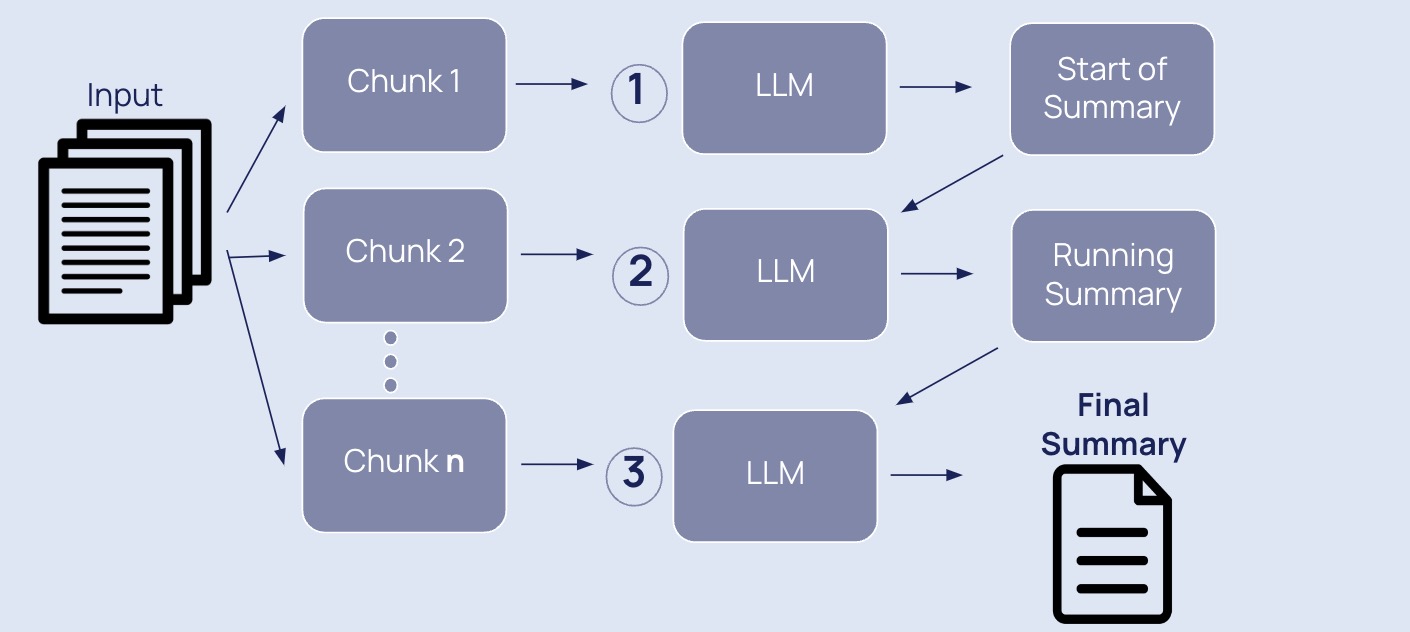 Input
Chunk 1
1
LLM
Start of
Summary
Chunk 2
2
LLM
Running
Summary
Chunk n
3
LLM
Final
Summary